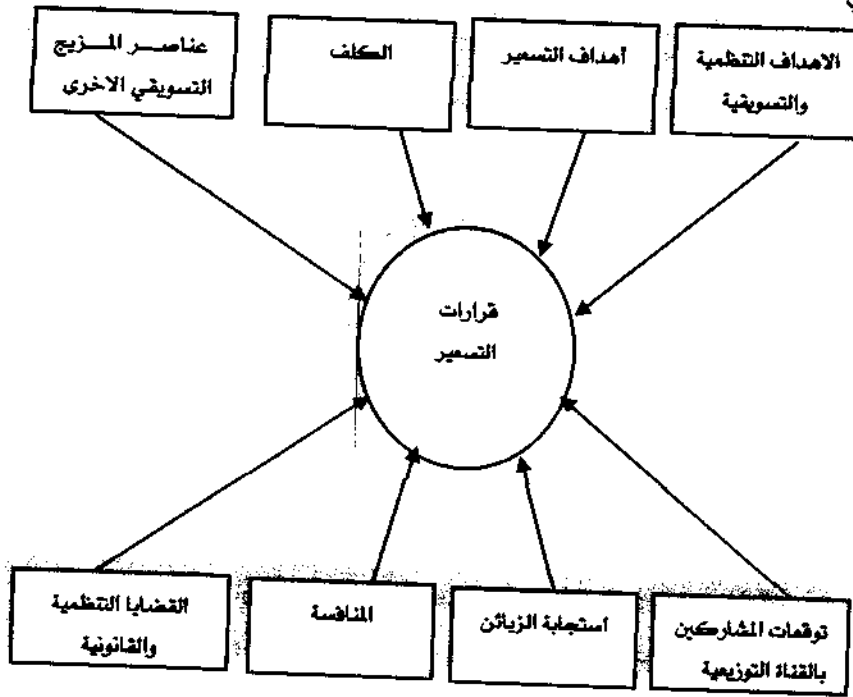 الاهداف التنظمية
والتسويقية
أهداف التسعير
الكلف
عناصر المزيج
التسويقي الاخرى
قرارات
التسعير
توقعات المشاركين
بالقناة التوزيعية
استجابة الزبائن
المنافسة
القضايا التنظمية
والقانونية